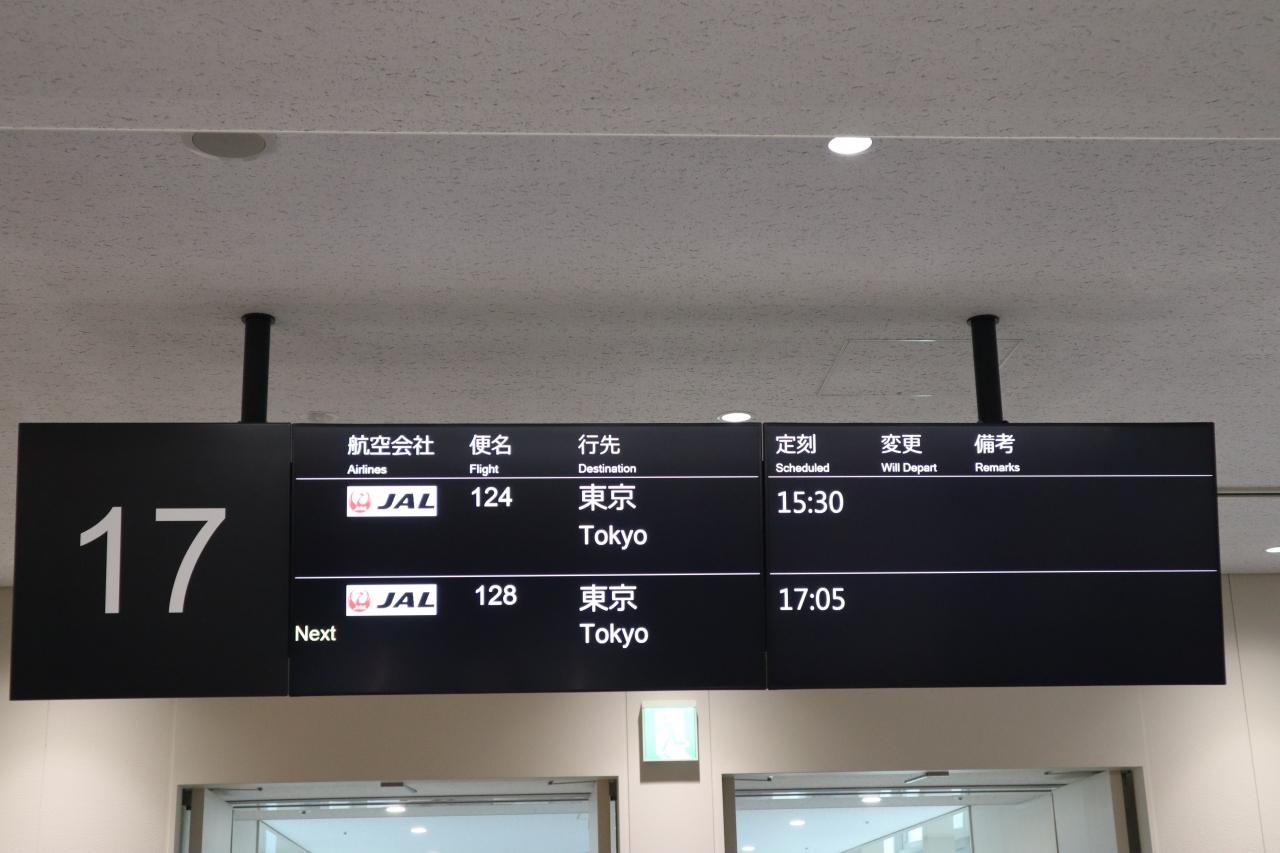 17
航空会社 便名 行先 定刻 変更 備考
Airlines Flight Destination Scheduled Will Depart Remarks
JAL 124 東京 15:30
Tokyo
JAL 128 東京 17:05
Next Tokyo